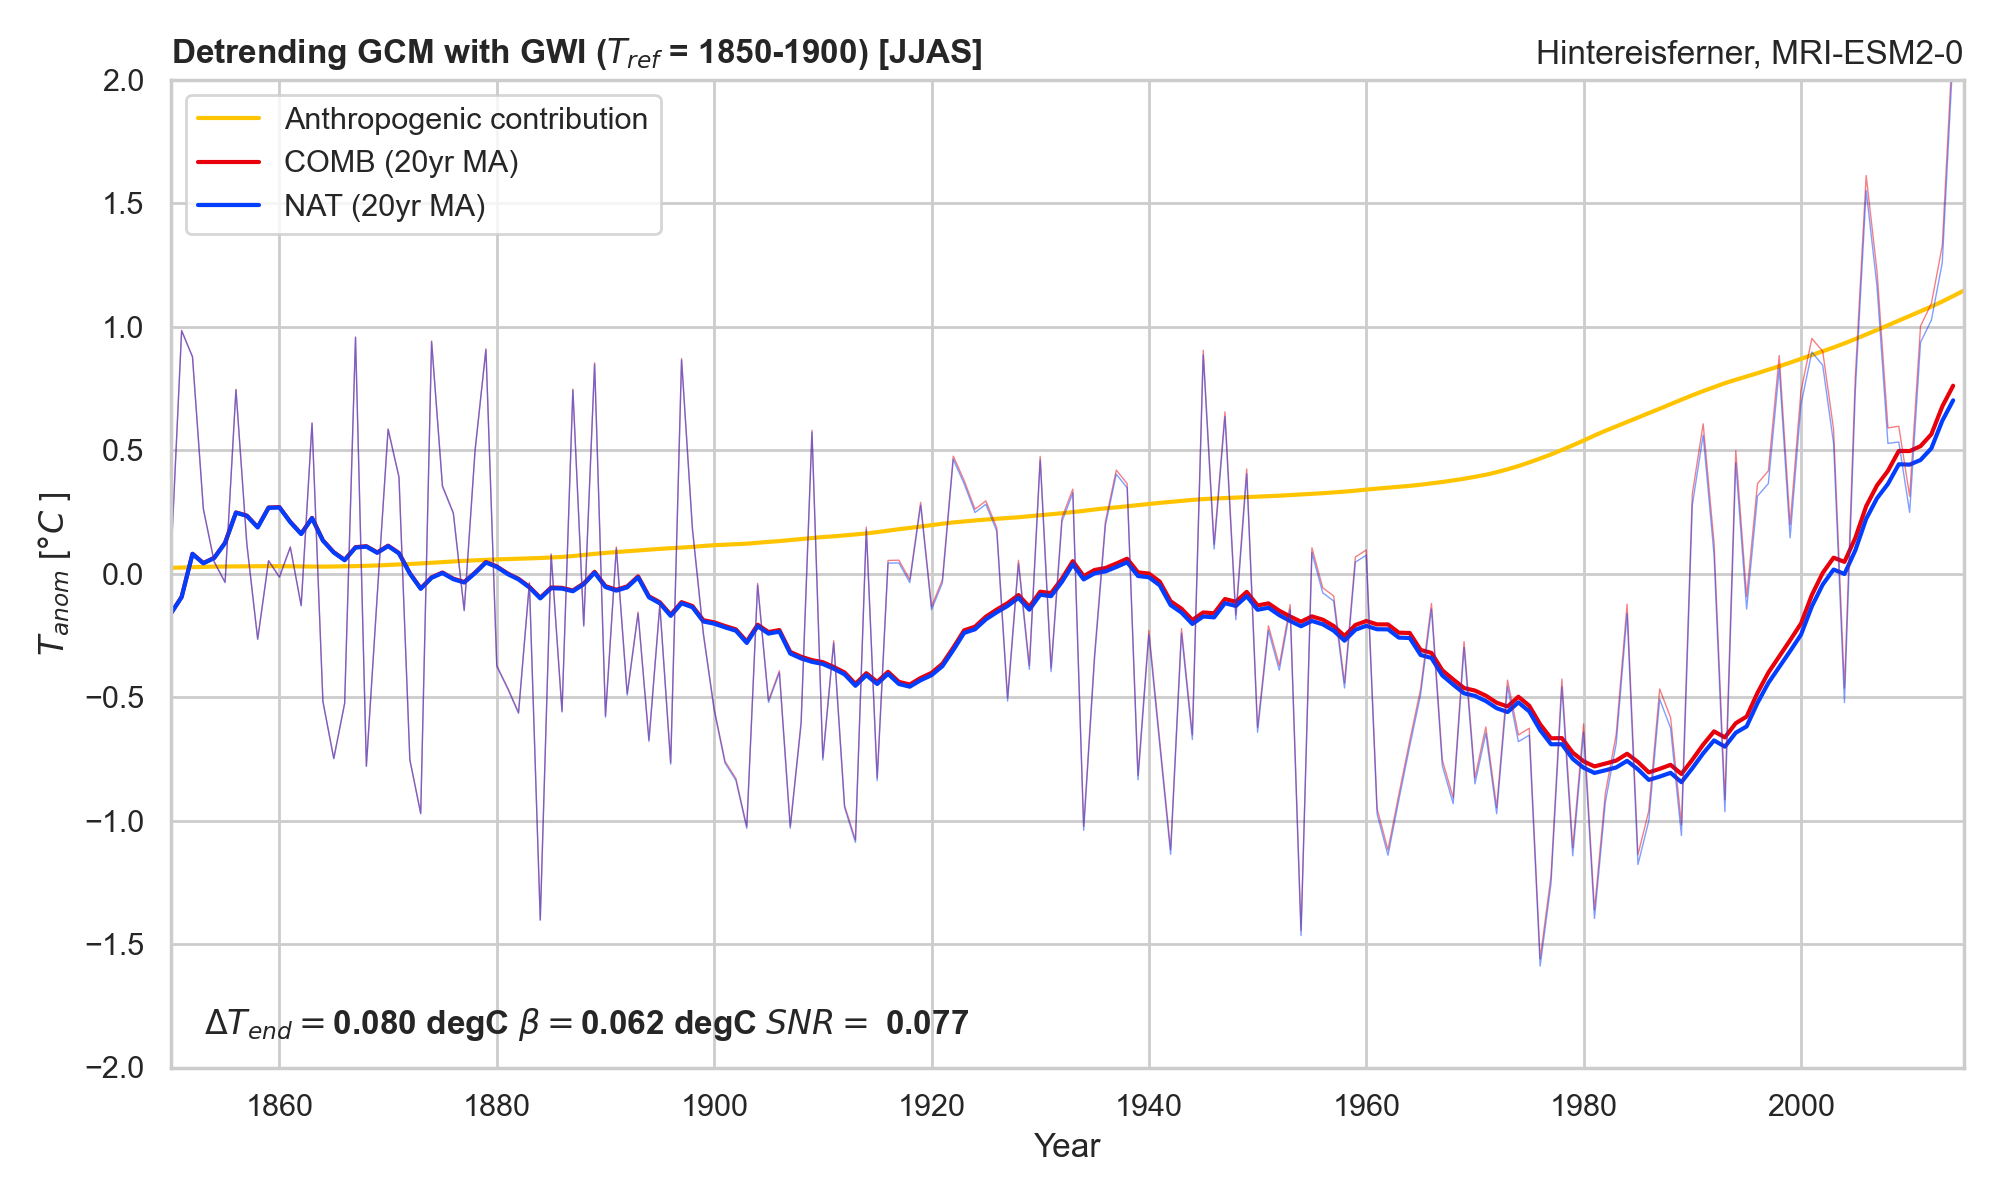 Detrending GCM with GWI (T_ref = 1850-1900) [JJAS]
Hintereisferner, MRI-ESM2-0
Anthropogenic contribution
COMB (20yr MA)
NAT (20yr MA)
2.0
1.5
1.0
0.5
0.0
−0.5
−1.0
−1.5
−2.0
T_anom [°C]
ΔT_end = 0.080 degC β = 0.062 degC SNR = 0.077
1860 1880 1900 1920 1940 1960 1980 2000
Year